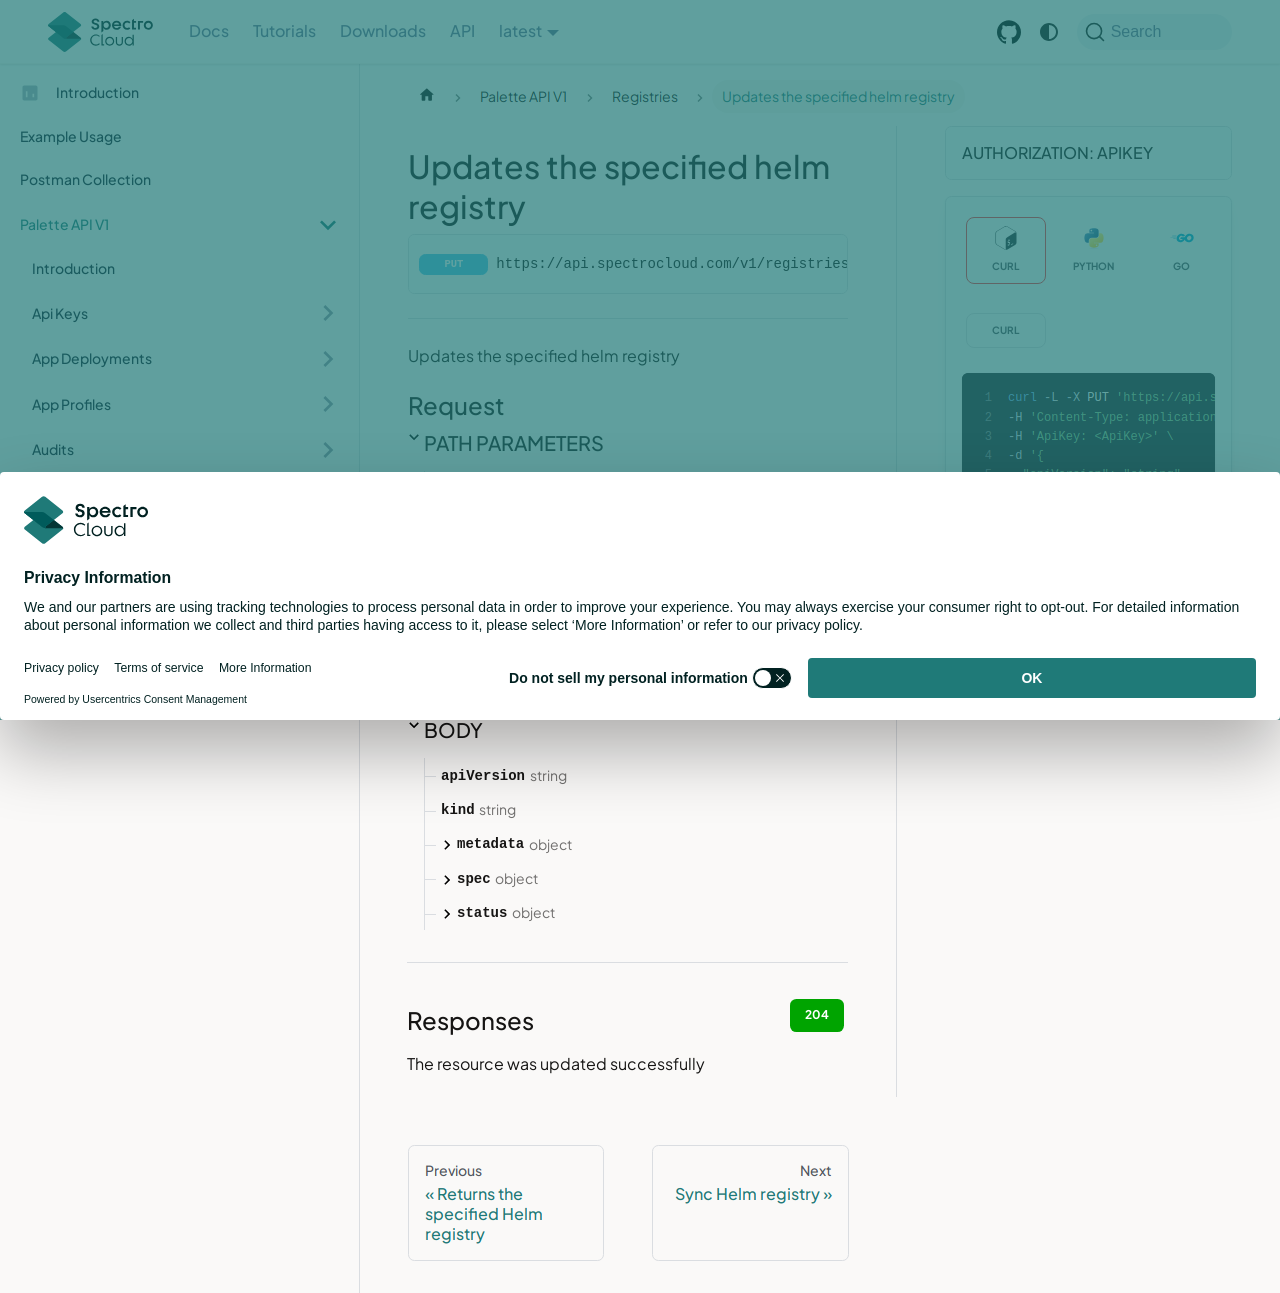 Spectro Cloud
Docs
Tutorials
Downloads
API
latest
Search
Introduction
Example Usage
Postman Collection
Palette API V1
Introduction
Api Keys
App Deployments
App Profiles
Audits
Palette API V1
Registries
Updates the specified helm registry
Updates the specified helm
registry
PUT https://api.spectrocloud.com/v1/registries
Updates the specified helm registry
Request
PATH PARAMETERS
AUTHORIZATION: APIKEY
CURL
PYTHON
GO
CURL
1 curl -L -X PUT 'https://api.s
2 -H 'Content-Type: application
3 -H 'ApiKey: <ApiKey>' \
4 -d '{
5 "apiVersion": "string",
Spectro
Cloud
Privacy Information
We and our partners are using tracking technologies to process personal data in order to improve your experience. You may always exercise your consumer right to opt-out. For detailed information
about personal information we collect and third parties having access to it, please select ‘More Information’ or refer to our privacy policy.
Privacy policy
Terms of service
More Information
Do not sell my personal information
OK
Powered by Usercentrics Consent Management
BODY
apiVersion string
kind string
metadata object
spec object
status object
Responses
204
The resource was updated successfully
Previous
« Returns the
specified Helm
registry
Next
Sync Helm registry »